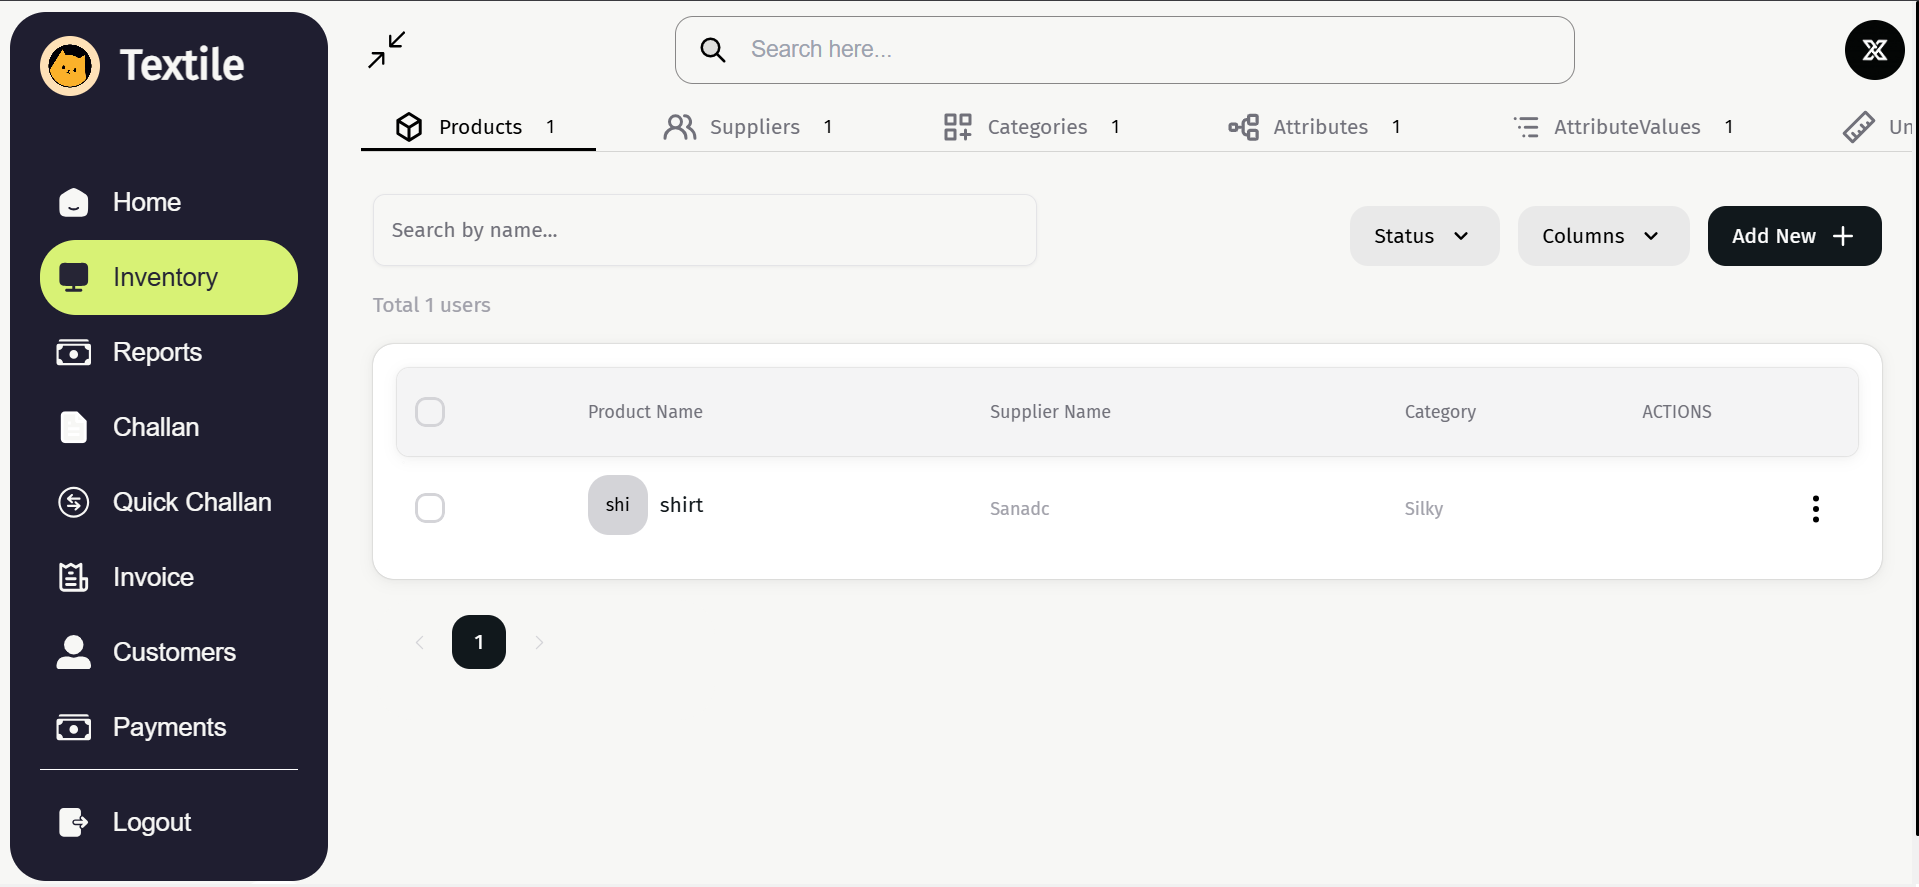 Textile
Search here...
Products 1
Suppliers 1
Categories 1
Attributes 1
AttributeValues 1
Un
Home
Inventory
Reports
Challan
Quick Challan
Invoice
Customers
Payments
Logout
Search by name...
Status
Columns
Add New
Total 1 users
Product Name Supplier Name Category ACTIONS
shi shirt Sanadc Silky
1